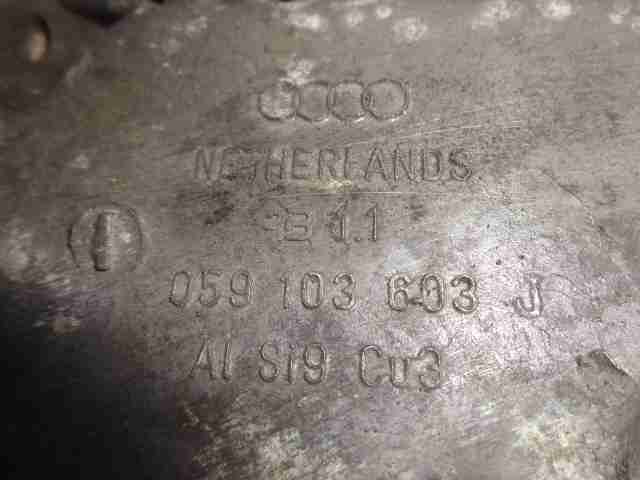 NETHERLANDS
B 1.1
059 103 603 J
Al Si9 Cu3